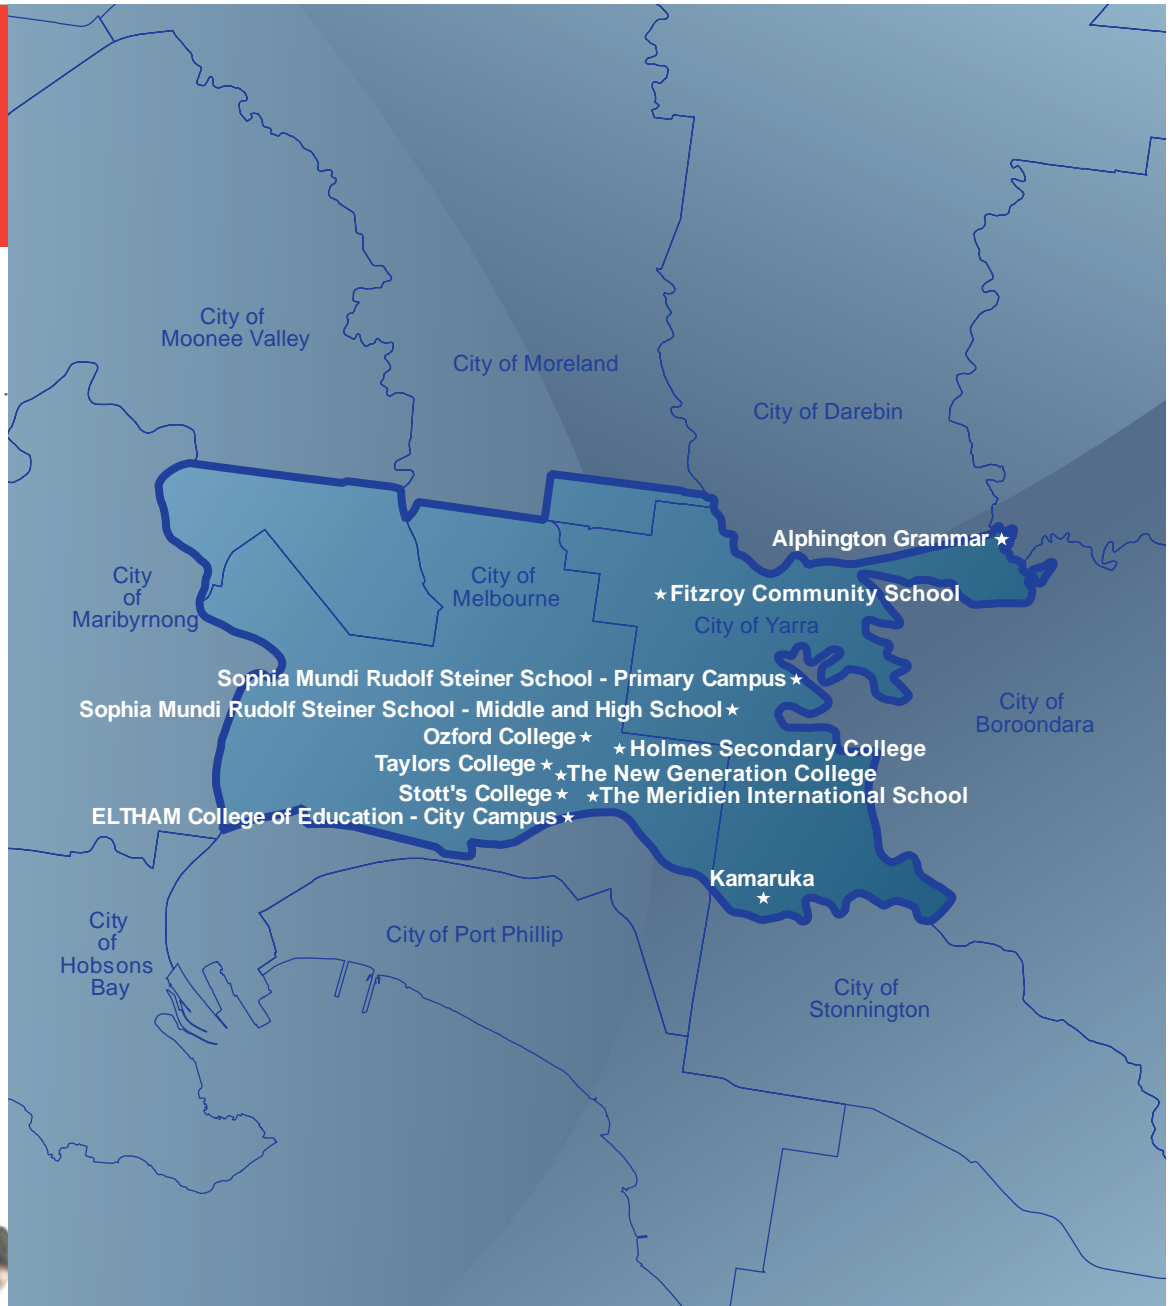 City of
Moonee Valley
City of Moreland
City of Darebin
Alphington Grammar
City
of
Maribyrnong
City of
Melbourne
Fitzroy Community School
City of Yarra
Sophia Mundi Rudolf Steiner School - Primary Campus
City of
Boroondara
Sophia Mundi Rudolf Steiner School - Middle and High School
Ozford College
Holmes Secondary College
Taylors College
The New Generation College
Stott's College
The Meridien International School
ELTHAM College of Education - City Campus
Kamaruka
City
of
Hobsons
Bay
City of Port Phillip
City of
Stonnington